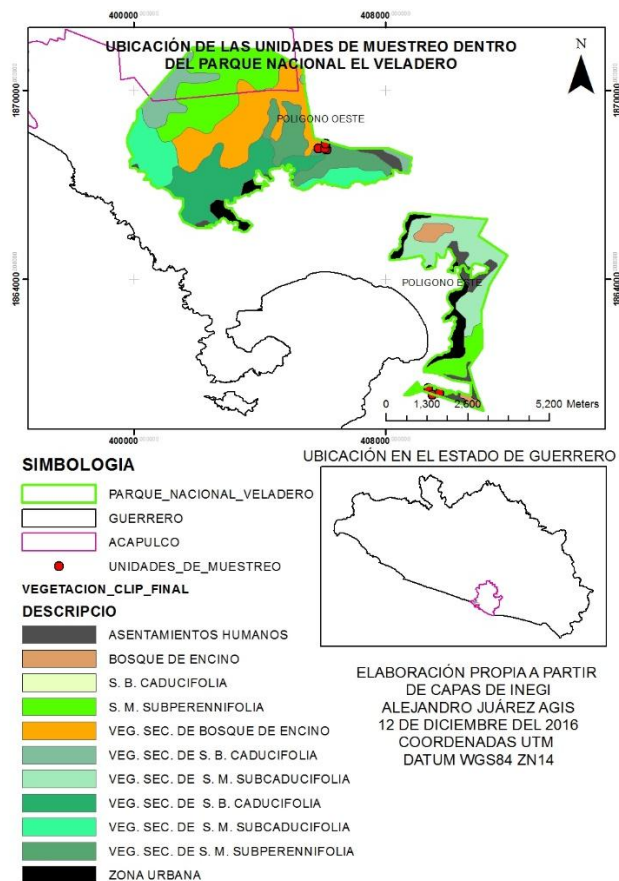 400000
408000
UBICACIÓN DE LAS UNIDADES DE MUESTREO DENTRO
DEL PARQUE NACIONAL EL VELADERO
N
1870000
1870000
POLIGONO OESTE
1864000
POLIGONO ESTE
1864000
0 1,300 2,600 5,200 Meters
400000
408000
SIMBOLOGIA
PARQUE_NACIONAL_VELADERO
GUERRERO
ACAPULCO
UNIDADES_DE_MUESTREO
VEGETACION_CLIP_FINAL
DESCRIPCIO
ASENTAMIENTOS HUMANOS
BOSQUE DE ENCINO
S. B. CADUCIFOLIA
S. M. SUBPERENNIFOLIA
VEG. SEC. DE BOSQUE DE ENCINO
VEG. SEC. DE S. B. CADUCIFOLIA
VEG. SEC. DE S. M. SUBCADUCIFOLIA
VEG. SEC. DE S. B. CADUCIFOLIA
VEG. SEC. DE S. M. SUBCADUCIFOLIA
VEG. SEC. DE S. M. SUBPERENNIFOLIA
ZONA URBANA
UBICACIÓN EN EL ESTADO DE GUERRERO
ELABORACIÓN PROPIA A PARTIR
DE CAPAS DE INEGI
ALEJANDRO JUÁREZ AGIS
12 DE DICIEMBRE DEL 2016
COORDENADAS UTM
DATUM WGS84 ZN14